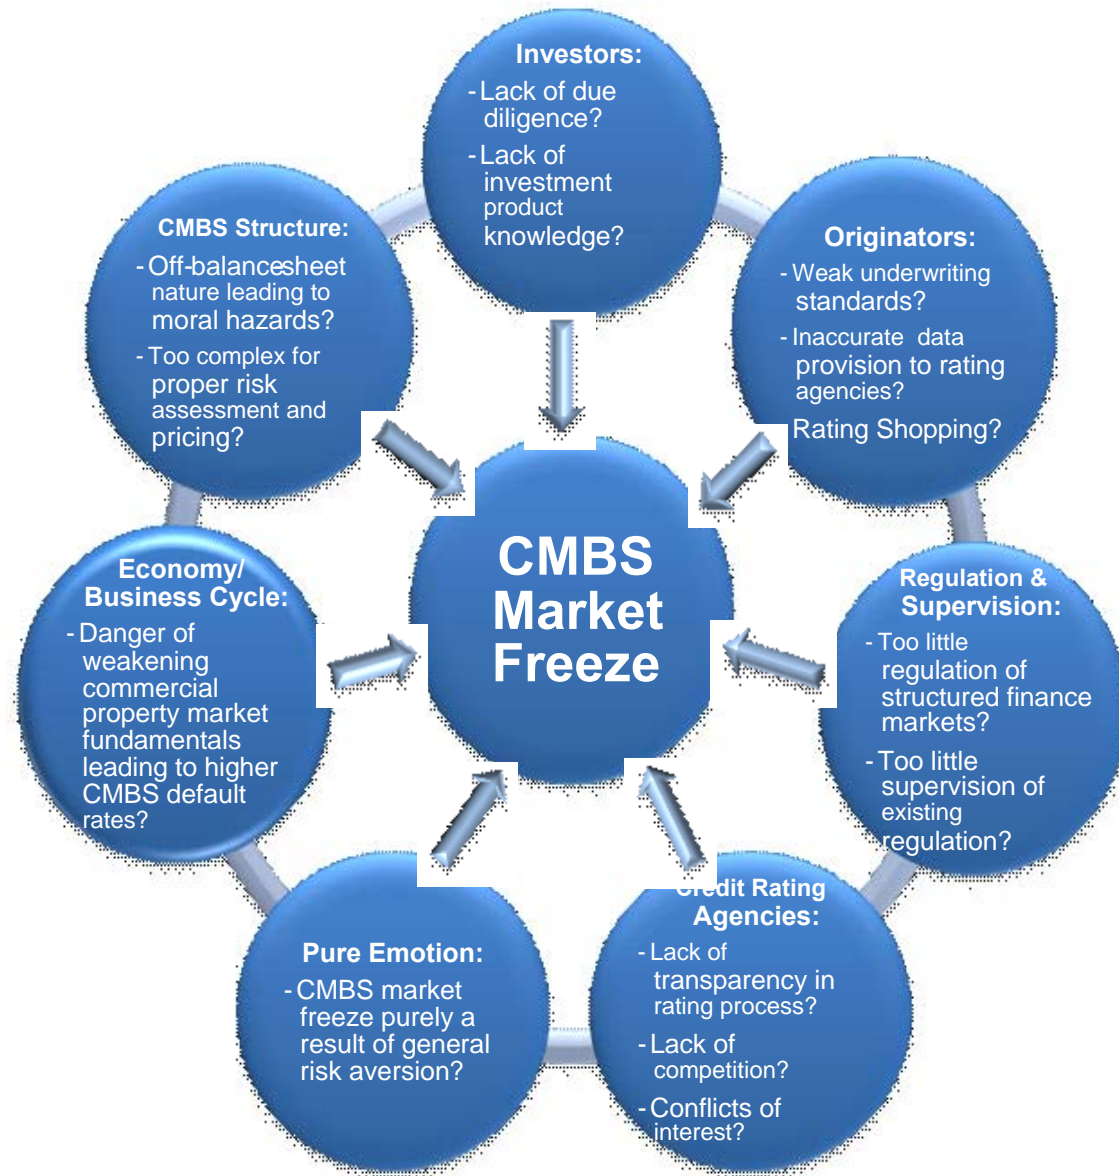 Investors:
- Lack of due
diligence?
- Lack of
investment
product
knowledge?
CMBS Structure:
- Off-balancesheet
nature leading to
moral hazards?
- Too complex for
proper risk
assessment and
pricing?
Originators:
- Weak underwriting
standards?
- Inaccurate data
provision to rating
agencies?
Rating Shopping?
CMBS
Market
Freeze
Economy/
Business Cycle:
- Danger of
weakening
commercial
property market
fundamentals
leading to higher
CMBS default
rates?
Regulation &
Supervision:
- Too little
regulation of
structured finance
markets?
- Too little
supervision of
existing
regulation?
Pure Emotion:
- CMBS market
freeze purely a
result of general
risk aversion?
Credit Rating
Agencies:
- Lack of
transparency in
rating process?
- Lack of
competition?
- Conflicts of
interest?